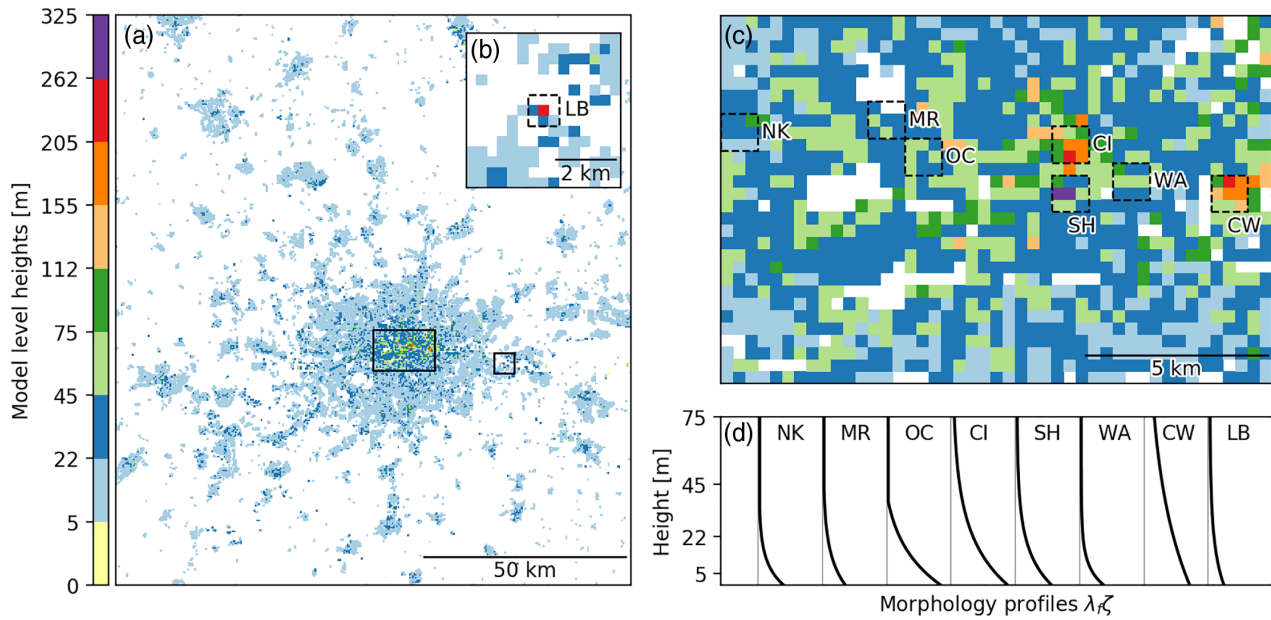 325
262
205
155
112
75
45
22
5
0
Model level heights [m]
(a)
50 km
(b)
LB
2 km
(c)
NK
MR
OC
CI
WA
SH
CW
5 km
(d)
NK MR OC CI SH WA CW LB
75
45
22
5
Height [m]
Morphology profiles λfζ